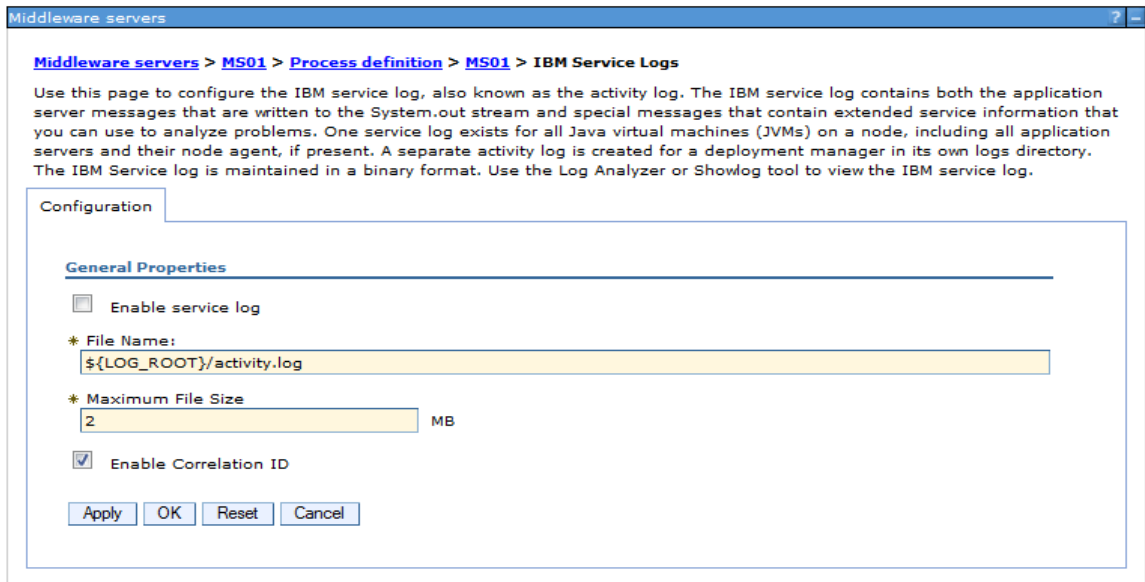 Middleware servers ? –
Middleware servers > MS01 > Process definition > MS01 > IBM Service Logs
Use this page to configure the IBM service log, also known as the activity log. The IBM service log contains both the application
server messages that are written to the System.out stream and special messages that contain extended service information that
you can use to analyze problems. One service log exists for all Java virtual machines (JVMs) on a node, including all application
servers and their node agent, if present. A separate activity log is created for a deployment manager in its own logs directory.
The IBM Service log is maintained in a binary format. Use the Log Analyzer or Showlog tool to view the IBM service log.
Configuration
General Properties
Enable service log
* File Name:
${LOG_ROOT}/activity.log
* Maximum File Size
2 MB
Enable Correlation ID
Apply OK Reset Cancel